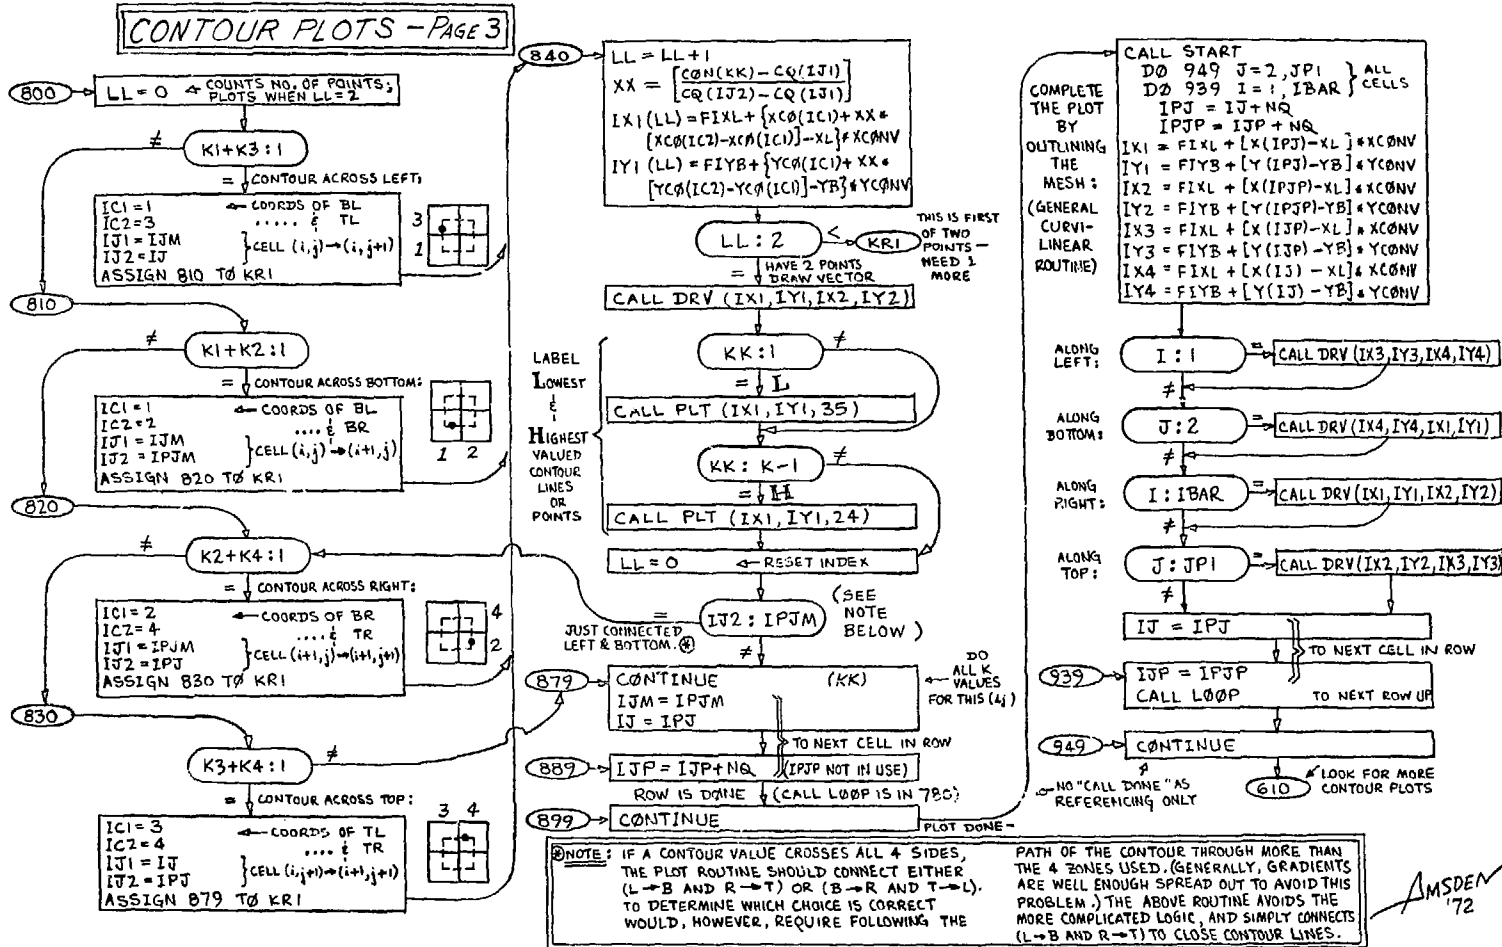 CONTOUR PLOTS – PAGE 3
800
LL = 0 ← COUNTS NO. OF POINTS;
PLOTS WHEN LL = 2
≠
K1+K3:1
= CONTOUR ACROSS LEFT:
IC1 = 1 ← COORDS OF BL
IC2 = 3 ..... & TL
IJ1 = IJM
IJ2 = IJ
} CELL (i,j)→(i,j+1)
ASSIGN 810 TØ KR1
3
1
810
≠
K1+K2:1
= CONTOUR ACROSS BOTTOM:
IC1 = 1 ← COORDS OF BL
IC2 = 2 .... & BR
IJ1 = IJM
IJ2 = IPJM
} CELL (i,j)→(i+1,j)
ASSIGN 820 TØ KR1
1 2
820
≠
K2+K4:1
= CONTOUR ACROSS RIGHT:
IC1 = 2 ← COORDS OF BR
IC2 = 4 .... & TR
IJ1 = IPJM
IJ2 = IPJ
} CELL (i+1,j)→(i+1,j+1)
ASSIGN 830 TØ KR1
4
2
830
K3+K4:1
≠
= CONTOUR ACROSS TOP:
IC1 = 3 ← COORDS OF TL
IC2 = 4 ..... & TR
IJ1 = IJ
IJ2 = IPJ
} CELL (i,j+1)→(i+1,j+1)
ASSIGN 879 TØ KR1
3 4
840
LL = LL+1
XX = [CØN(KK) – CQ(IJ1)]
[CQ(IJ2) – CQ(IJ1)]
IX1(LL) = FIXL + {XCØ(IC1) + XX*
[XCØ(IC2)-XCØ(IC1)]-XL}*XCØNV
IY1(LL) = FIYB + {YCØ(IC1) + XX*
[YCØ(IC2)-YCØ(IC1)]-YB}*YCØNV
LL:2
<
KR1
THIS IS FIRST
OF TWO
POINTS—
NEED 1
MORE
= HAVE 2 POINTS
DRAW VECTOR
CALL DRV (IX1,IY1,IX2,IY2)
KK:1
≠
= L
CALL PLT (IX1,IY1,35)
KK: K-1
≠
= H
CALL PLT (IX1,IY1,24)
LABEL
LOWEST
&
HIGHEST
VALUED
CONTOUR
LINES
OR
POINTS
LL = 0 ← RESET INDEX
=
IJ2: IPJM
(SEE
NOTE
BELOW)
JUST CONNECTED
LEFT & BOTTOM. ⊛
≠
879
CØNTINUE (KK)
IJM = IPJM
IJ = IPJ
← DO
ALL K
VALUES
FOR THIS (i,j)
TO NEXT CELL IN ROW
889
IJP = IJP+NQ (IPJP NOT IN USE)
ROW IS DØNE (CALL LØØP IS IN 780)
899
CØNTINUE
PLOT DONE—
COMPLETE
THE PLOT
BY
OUTLINING
THE
MESH:
(GENERAL
CURVI-
LINEAR
ROUTINE)
CALL START
DØ 949 J=2,JP1
DØ 939 I=1,IBAR
} ALL
CELLS
IPJ = IJ+NQ
IPJP = IJP + NQ
IX1 = FIXL + [X(IPJ)–XL]*XCØNV
IY1 = FIYB + [Y(IPJ)–YB]*YCØNV
IX2 = FIXL + [X(IPJP)–XL]*XCØNV
IY2 = FIYB + [Y(IPJP)–YB]*YCØNV
IX3 = FIXL + [X(IJP)–XL]*XCØNV
IY3 = FIYB + [Y(IJP)–YB]*YCØNV
IX4 = FIXL + [X(IJ) – XL]*XCØNV
IY4 = FIYB + [Y(IJ) –YB]*YCØNV
ALONG
LEFT:
I:1
=
CALL DRV(IX3,IY3,IX4,IY4)
≠
ALONG
BOTTOM:
J:2
=
CALL DRV(IX4,IY4,IX1,IY1)
≠
ALONG
RIGHT:
I:IBAR
=
CALL DRV(IX1,IY1,IX2,IY2)
≠
ALONG
TOP:
J:JP1
=
CALL DRV(IX2,IY2,IX3,IY3)
≠
IJ = IPJ
TO NEXT CELL IN ROW
939
IJP = IPJP
CALL LØØP TO NEXT ROW UP
949
CØNTINUE
NO "CALL DONE" AS
REFERENCING ONLY
610
LOOK FOR MORE
CONTOUR PLOTS
⊛NOTE: IF A CONTOUR VALUE CROSSES ALL 4 SIDES,
THE PLOT ROUTINE SHOULD CONNECT EITHER
(L→B AND R→T) OR (B→R AND T→L).
TO DETERMINE WHICH CHOICE IS CORRECT
WOULD, HOWEVER, REQUIRE FOLLOWING THE
PATH OF THE CONTOUR THROUGH MORE THAN
THE 4 ZONES USED. (GENERALLY, GRADIENTS
ARE WELL ENOUGH SPREAD OUT TO AVOID THIS
PROBLEM.) THE ABOVE ROUTINE AVOIDS THE
MORE COMPLICATED LOGIC, AND SIMPLY CONNECTS
(L→B AND R→T) TO CLOSE CONTOUR LINES.
AMSDEN
'72